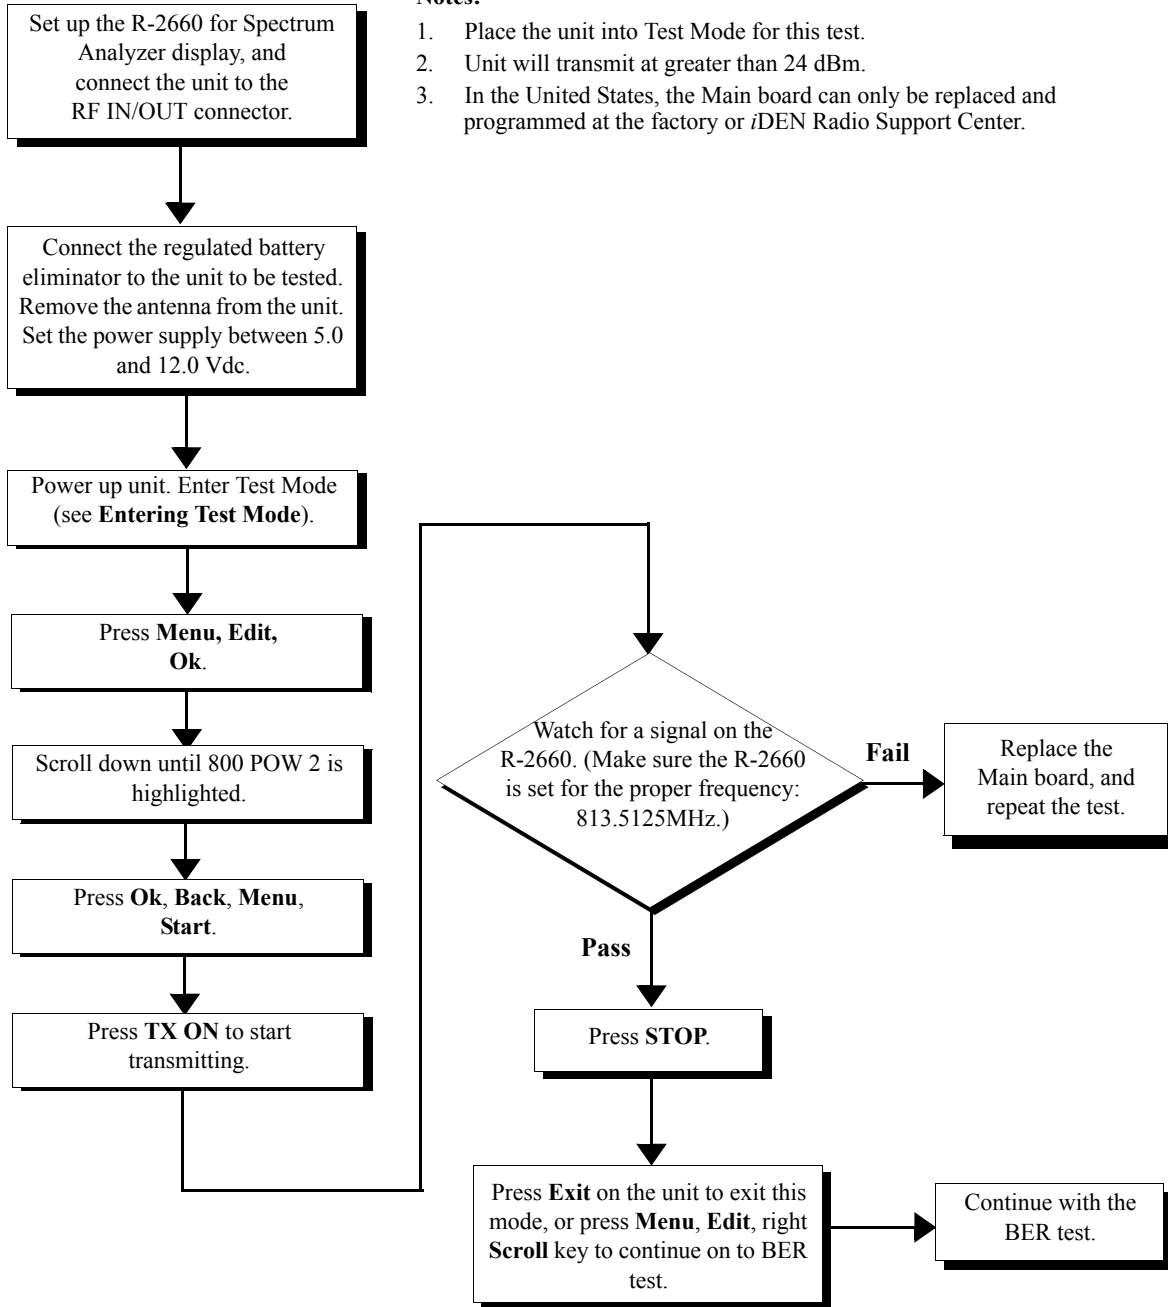 Notes:
1. Place the unit into Test Mode for this test.
2. Unit will transmit at greater than 24 dBm.
3. In the United States, the Main board can only be replaced and
programmed at the factory or iDEN Radio Support Center.
Set up the R-2660 for Spectrum
Analyzer display, and
connect the unit to the
RF IN/OUT connector.
Connect the regulated battery
eliminator to the unit to be tested.
Remove the antenna from the unit.
Set the power supply between 5.0
and 12.0 Vdc.
Power up unit. Enter Test Mode
(see Entering Test Mode).
Press Menu, Edit,
Ok.
Scroll down until 800 POW 2 is
highlighted.
Press Ok, Back, Menu,
Start.
Press TX ON to start
transmitting.
Watch for a signal on the
R-2660. (Make sure the R-2660
is set for the proper frequency:
813.5125MHz.)
Fail
Replace the
Main board, and
repeat the test.
Pass
Press STOP.
Press Exit on the unit to exit this
mode, or press Menu, Edit, right
Scroll key to continue on to BER
test.
Continue with the
BER test.